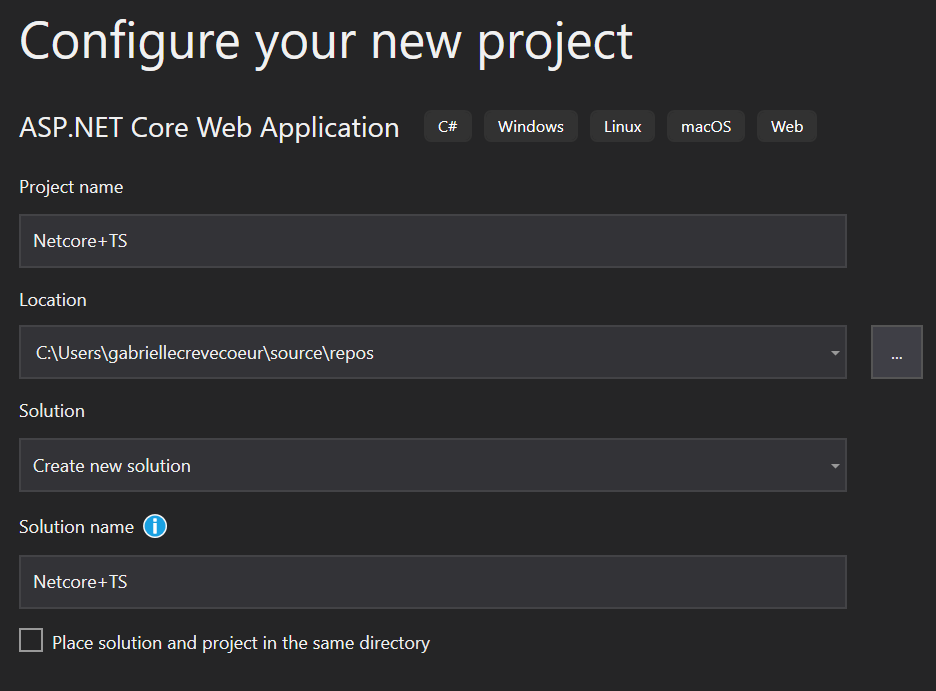 Configure your new project
ASP.NET Core Web Application C# Windows Linux macOS Web
Project name
Netcore+TS
Location
C:\Users\gabriellecrevecoeur\source\repos
...
Solution
Create new solution
Solution name i
Netcore+TS
Place solution and project in the same directory